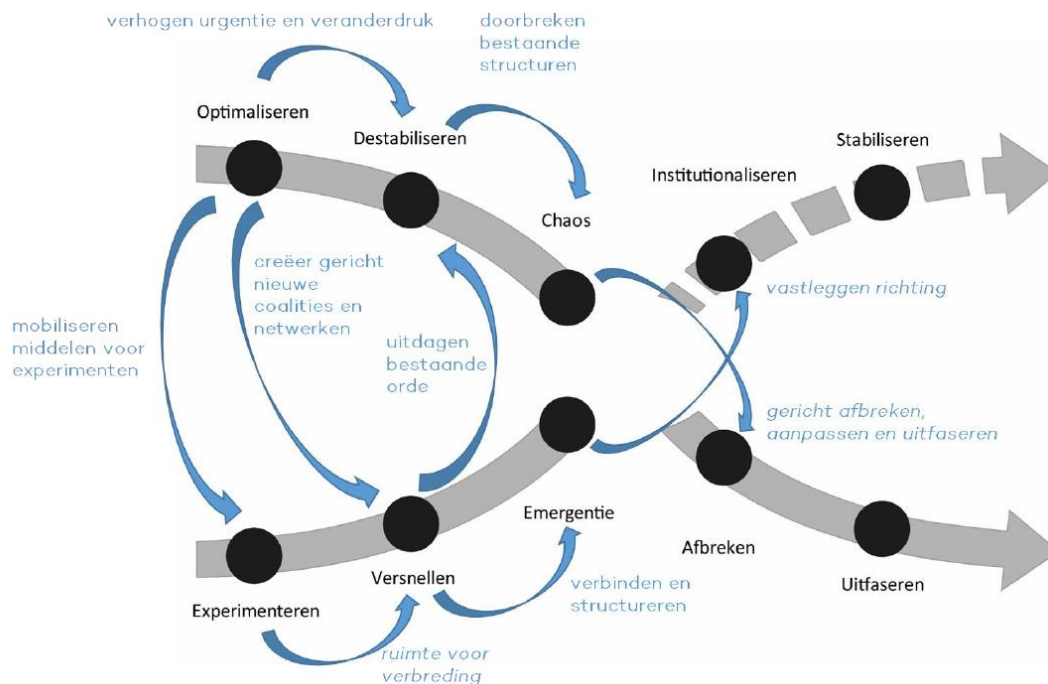 verhogen urgentie en veranderdruk
doorbreken
bestaande
structuren
Optimaliseren
Destabiliseren
Chaos
Institutionaliseren
Stabiliseren
creëer gericht
nieuwe
coalities en
netwerken
mobiliseren
middelen voor
experimenten
uitdagen
bestaande
orde
vastleggen richting
gericht afbreken,
aanpassen en uitfaseren
Experimenteren
Versnellen
Emergentie
Afbreken
Uitfaseren
verbinden en
structureren
ruimte voor
verbreding